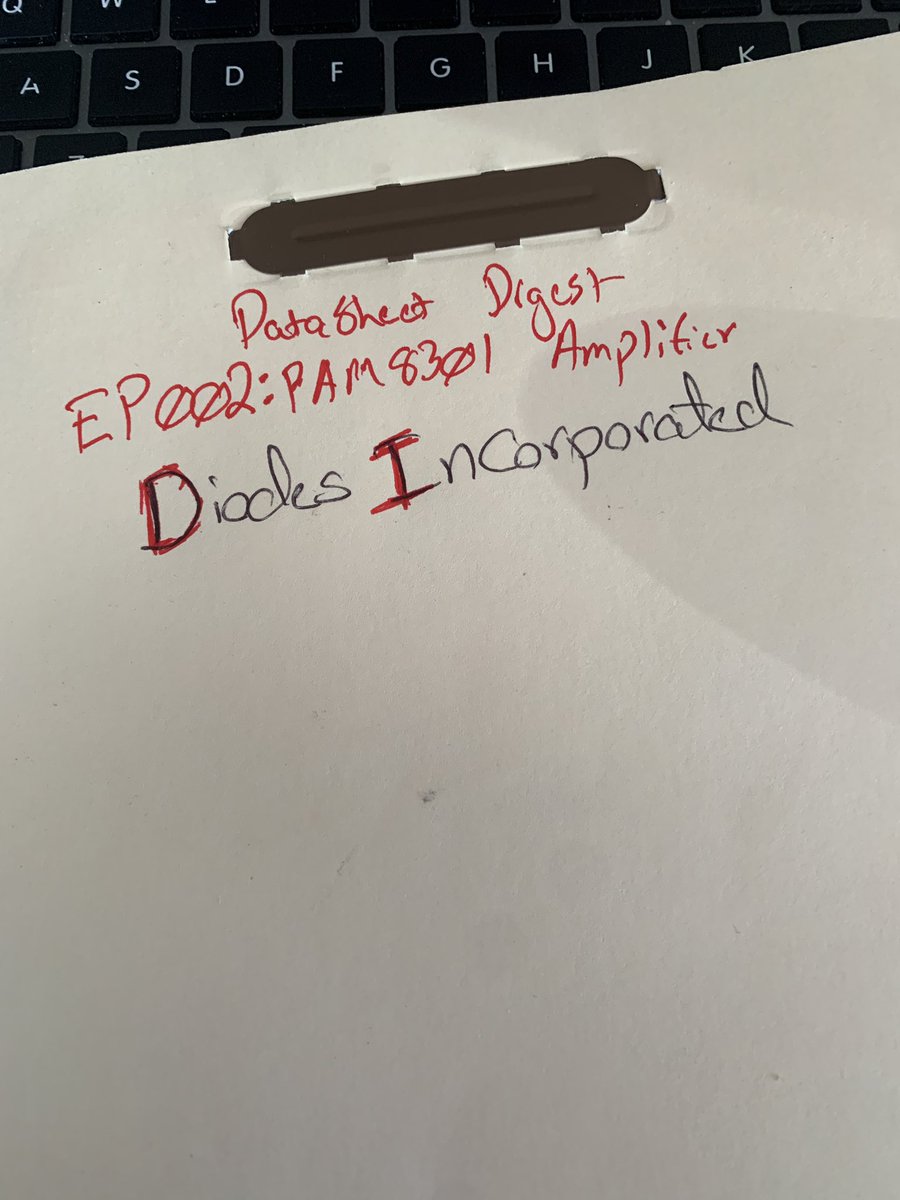 Q W E
A S D F G H J K
Z
DataSheet Digest
EP002:PAM8301 Amplifier
Diodes Incorporated